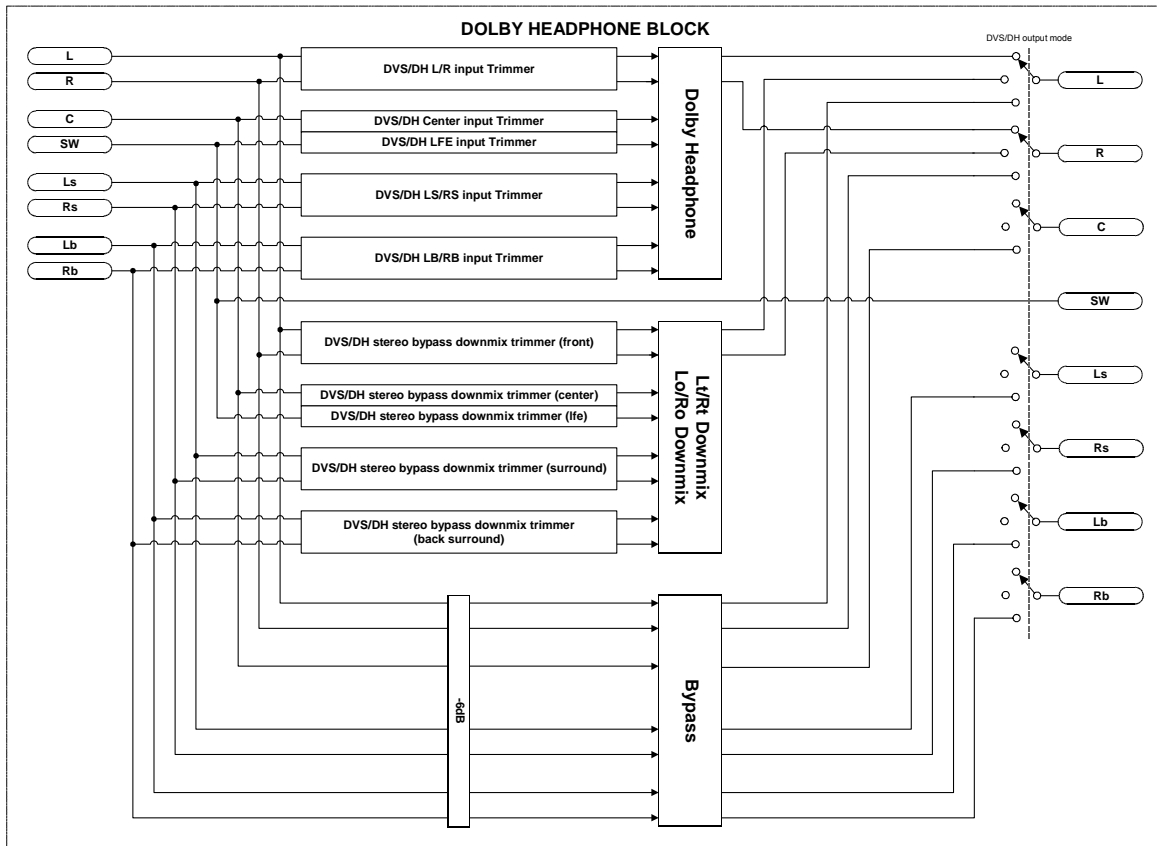 DOLBY HEADPHONE BLOCK
DVS/DH output mode
L
R
C
SW
Ls
Rs
Lb
Rb
DVS/DH L/R input Trimmer
DVS/DH Center input Trimmer
DVS/DH LFE input Trimmer
DVS/DH LS/RS input Trimmer
DVS/DH LB/RB input Trimmer
Dolby Headphone
DVS/DH stereo bypass downmix trimmer (front)
DVS/DH stereo bypass downmix trimmer (center)
DVS/DH stereo bypass downmix trimmer (lfe)
DVS/DH stereo bypass downmix trimmer (surround)
DVS/DH stereo bypass downmix trimmer
(back surround)
Lt/Rt Downmix
Lo/Ro Downmix
-6dB
Bypass
L
R
C
SW
Ls
Rs
Lb
Rb